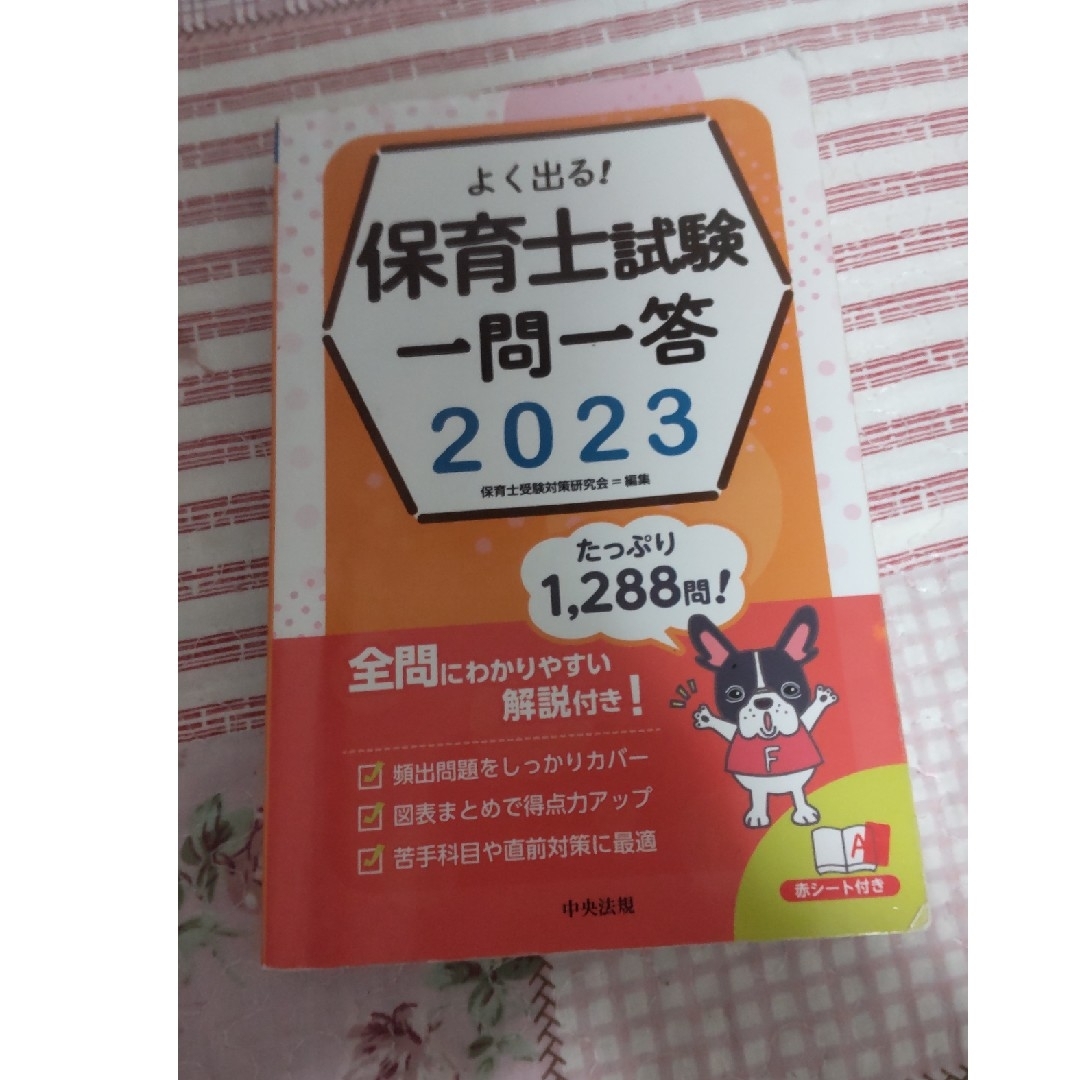 よく出る!
保育士試験
一問一答
2023
保育士受験対策研究会=編集
たっぷり
1,288問!
全問にわかりやすい
解説付き!
頻出問題をしっかりカバー
図表まとめで得点力アップ
苦手科目や直前対策に最適
F
A
赤シート付き
中央法規